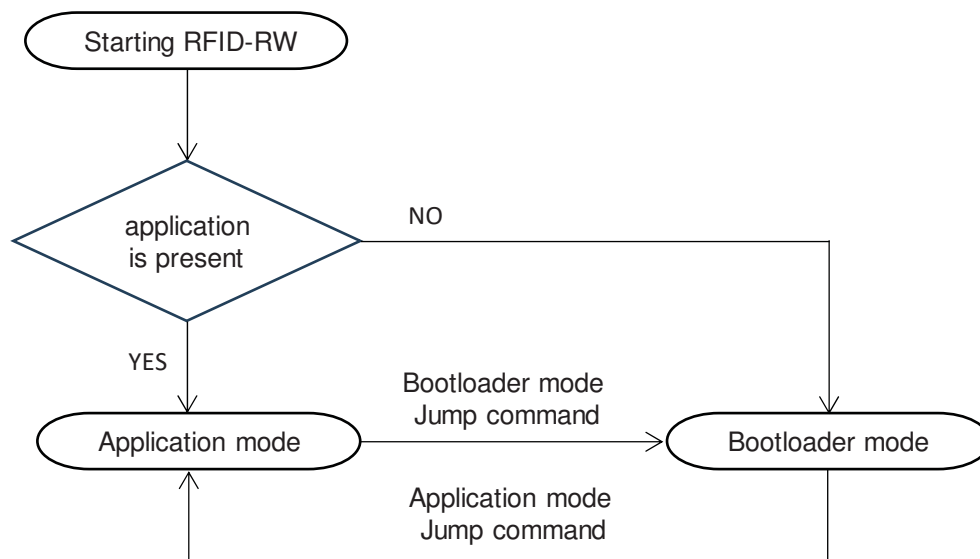 Starting RFID-RW
application
is present
NO
YES
Bootloader mode
Jump command
Application mode
Bootloader mode
Application mode
Jump command